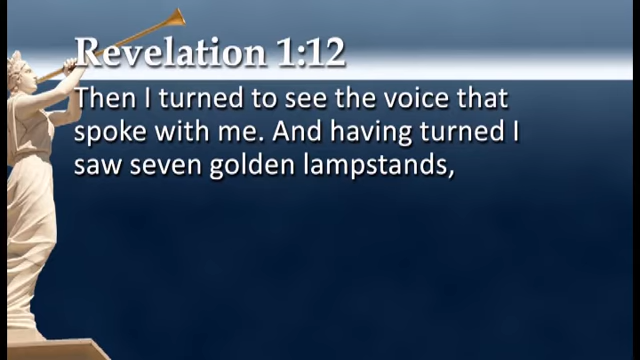 Revelation 1:12
Then I turned to see the voice that
spoke with me. And having turned I
saw seven golden lampstands,